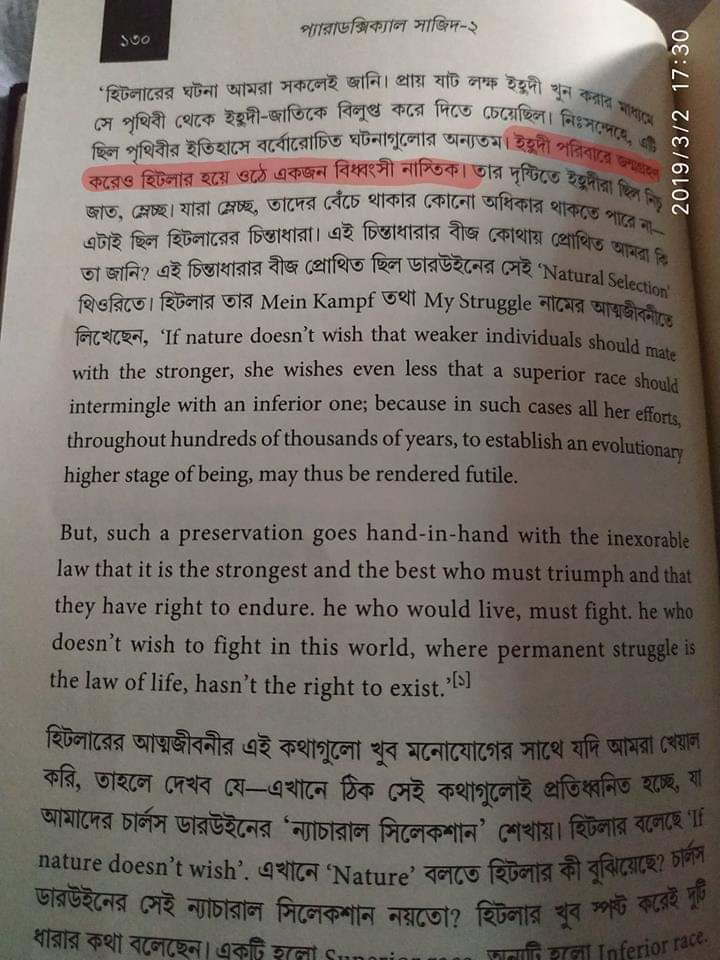 ১৩০
প্যারাডক্সিক্যাল সাজিদ-২
2019/3/2 17:30
‘হিটলারের ঘটনা আমরা সকলেই জানি। প্রায় ষাট লক্ষ ইহুদী খুন করার মাধ্যমে
সে পৃথিবী থেকে ইহুদী-জাতিকে বিলুপ্ত করে দিতে চেয়েছিল। নিঃসন্দেহে, এটি
ছিল পৃথিবীর ইতিহাসে বর্বোরোচিত ঘটনাগুলোর অন্যতম। ইহুদী পরিবারে জন্মগ্রহণ
করেও হিটলার হয়ে ওঠে একজন বিধ্বংসী নাস্তিক। তার দৃষ্টিতে ইহুদীরা ছিল নিচু
জাত, ম্লেচ্ছ। যারা ম্লেচ্ছ, তাদের বেঁচে থাকার কোনো অধিকার থাকতে পারে না—
এটাই ছিল হিটলারের চিন্তাধারা। এই চিন্তাধারার বীজ কোথায় প্রোথিত আমরা কি
তা জানি? এই চিন্তাধারার বীজ প্রোথিত ছিল ডারউইনের সেই ‘Natural Selection’
থিওরিতে। হিটলার তার Mein Kampf তথা My Struggle নামের আত্মজীবনীতে
লিখেছেন, ‘If nature doesn’t wish that weaker individuals should mate
with the stronger, she wishes even less that a superior race should
intermingle with an inferior one; because in such cases all her efforts,
throughout hundreds of thousands of years, to establish an evolutionary
higher stage of being, may thus be rendered futile.
But, such a preservation goes hand-in-hand with the inexorable
law that it is the strongest and the best who must triumph and that
they have right to endure. he who would live, must fight. he who
doesn’t wish to fight in this world, where permanent struggle is
the law of life, hasn’t the right to exist.’[১]
হিটলারের আত্মজীবনীর এই কথাগুলো খুব মনোযোগের সাথে যদি আমরা খেয়াল
করি, তাহলে দেখব যে—এখানে ঠিক সেই কথাগুলোই প্রতিধ্বনিত হচ্ছে, যা
আমাদের চার্লস ডারউইনের ‘ন্যাচারাল সিলেকশান’ শেখায়। হিটলার বলেছে ‘If
nature doesn’t wish’. এখানে ‘Nature’ বলতে হিটলার কী বুঝিয়েছে? চার্লস
ডারউইনের সেই ন্যাচারাল সিলেকশান নয়তো? হিটলার খুব স্পষ্ট করেই দুটি
ধারার কথা বলেছেন। একটি হলো Superior race. অন্যটি হলো Inferior race.